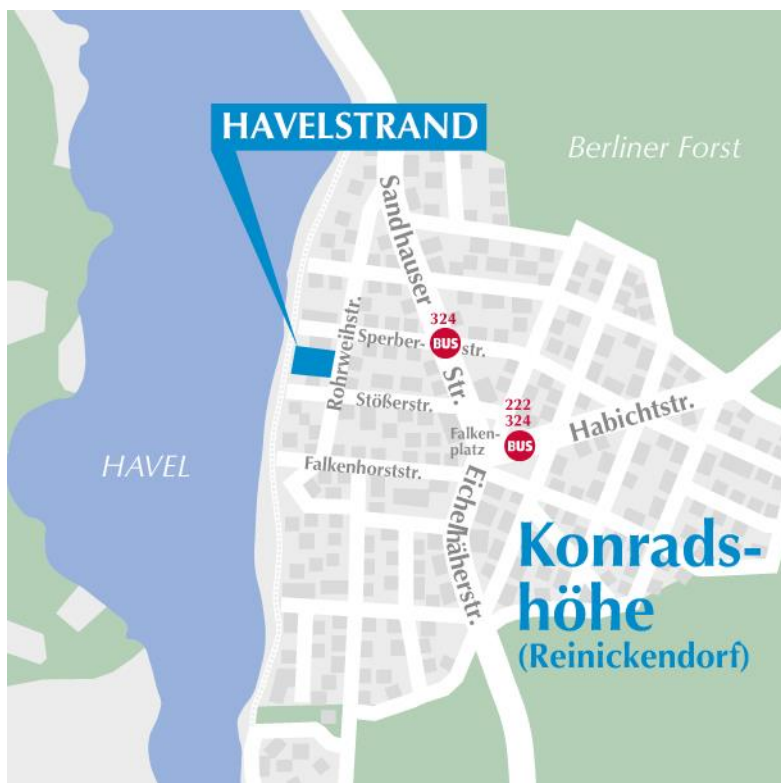 HAVELSTRAND
Berliner Forst
Sandhauser
Str.
324
BUS
Sperber-
str.
Rohrweihstr.
Stößerstr.
222
324
BUS
Falken-
platz
Habichtstr.
HAVEL
Falkenhorststr.
Eichelhäherstr.
Konrads-
höhe
(Reinickendorf)